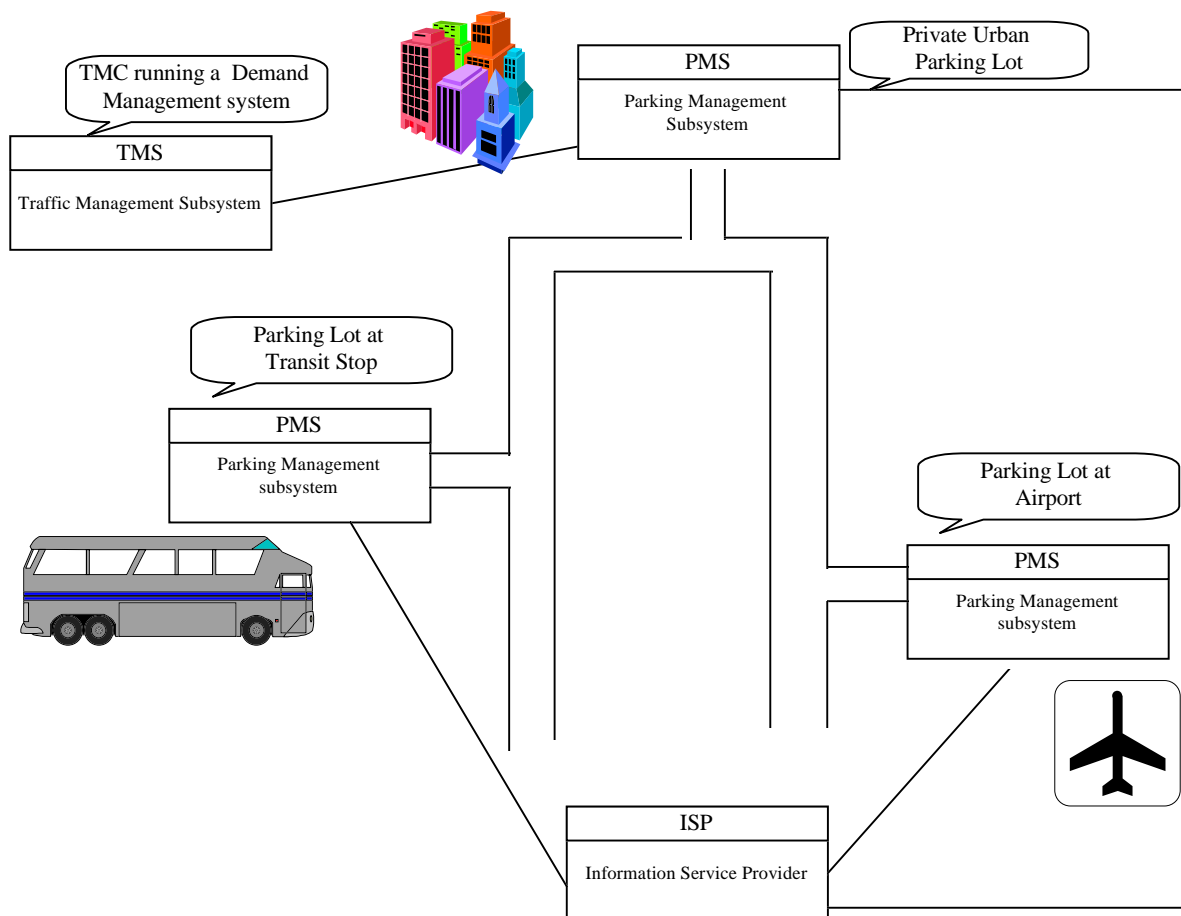 TMC running a Demand
Management system
TMS
Traffic Management Subsystem
PMS
Parking Management
Subsystem
Private Urban
Parking Lot
Parking Lot at
Transit Stop
PMS
Parking Management
subsystem
Parking Lot at
Airport
PMS
Parking Management
subsystem
ISP
Information Service Provider